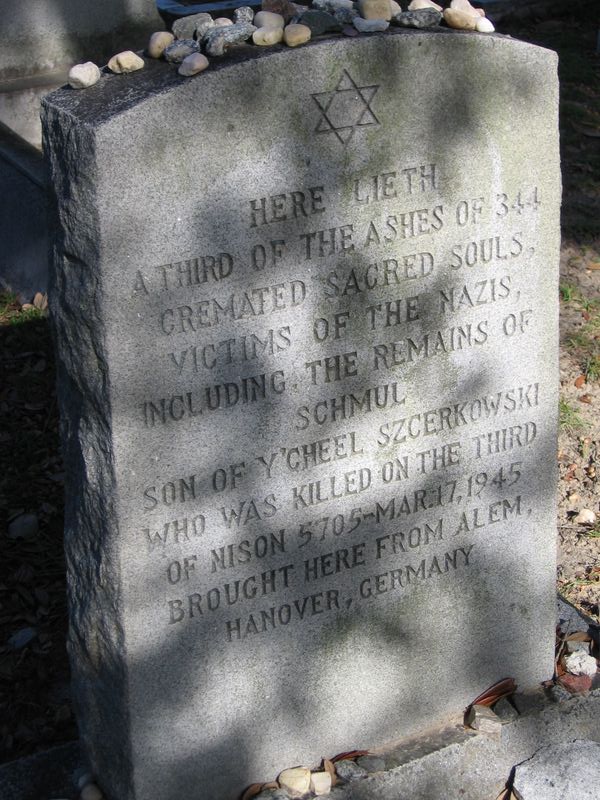 HERE LIETH
A THIRD OF THE ASHES OF 344
CREMATED SACRED SOULS,
VICTIMS OF THE NAZIS,
INCLUDING THE REMAINS OF
SCHMUL
SON OF Y'CHEEL SZCERKOWSKI
WHO WAS KILLED ON THE THIRD
OF NISON 5705-MAR.17,1945
BROUGHT HERE FROM ALEM,
HANOVER, GERMANY